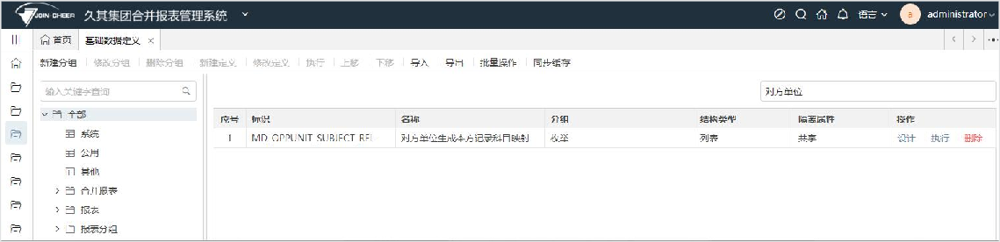 JOIN-CHEER 久其集团合并报表管理系统 语言 a administrator
首页 基础数据定义
新建分组 修改分组 删除分组 新建定义 修改定义 执行 上移 下移 导入 导出 批量操作 同步缓存
输入关键字查询 对方单位
全部
系统
公用
其他
合并报表
报表
报表分组
序号 标识 名称 分组 结构类型 隔离属性 操作
1 MD_OPPUNIT_SUBJECT_REL 对方单位生成本方记录科目映射 枚举 列表 共享 设计 执行 删除